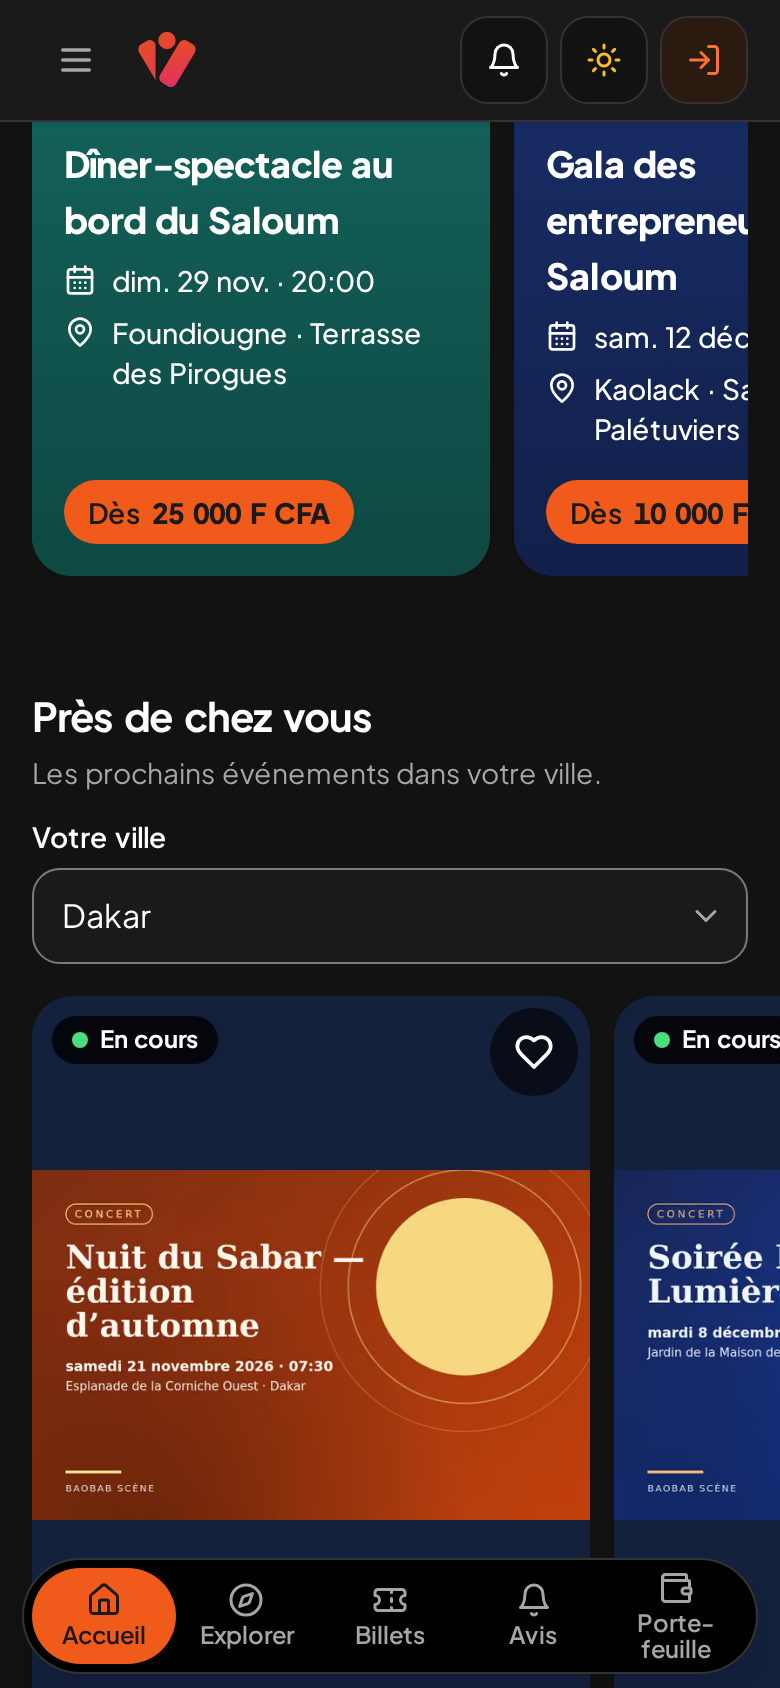 Dîner-spectacle au
bord du Saloum
dim. 29 nov. · 20:00
Foundiougne · Terrasse
des Pirogues
Dès 25 000 F CFA
Gala des
entrepreneu
Saloum
sam. 12 déc
Kaolack · Sa
Palétuviers
Dès 10 000 F
Près de chez vous
Les prochains événements dans votre ville.
Votre ville
Dakar
En cours
CONCERT
Nuit du Sabar —
édition
d’automne
samedi 21 novembre 2026 · 07:30
Esplanade de la Corniche Ouest · Dakar
BAOBAB SCÈNE
En cours
CONCERT
Soirée
Lumièr
mardi 8 décembr
Jardin de la Maison de
BAOBAB SCÈNE
Accueil
Explorer
Billets
Avis
Porte-
feuille